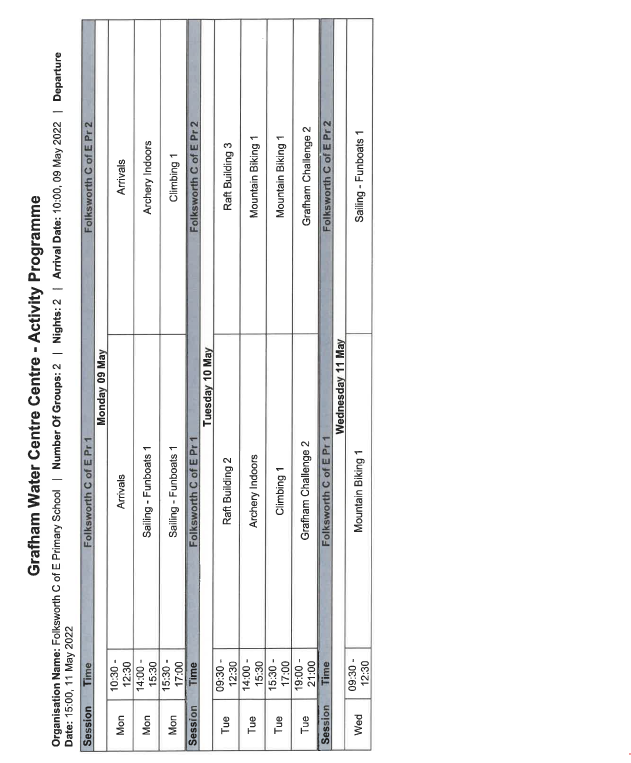 Grafham Water Centre Centre - Activity Programme
Organisation Name: Folksworth C of E Primary School | Number Of Groups: 2 | Nights: 2 | Arrival Date: 10:00, 09 May 2022 | Departure
Date: 15:00, 11 May 2022
Session Time Folksworth C of E Pr 1 Folksworth C of E Pr 2
Monday 09 May
Mon 10:30 - 12:30 Arrivals Arrivals
Mon 14:00 - 15:30 Sailing - Funboats 1 Archery Indoors
Mon 15:30 - 17:00 Sailing - Funboats 1 Climbing 1
Session Time Folksworth C of E Pr 1 Folksworth C of E Pr 2
Tuesday 10 May
Tue 09:30 - 12:30 Raft Building 2 Raft Building 3
Tue 14:00 - 15:30 Archery Indoors Mountain Biking 1
Tue 15:30 - 17:00 Climbing 1 Mountain Biking 1
Tue 19:00 - 21:00 Grafham Challenge 2 Grafham Challenge 2
Session Time Folksworth C of E Pr 1 Folksworth C of E Pr 2
Wednesday 11 May
Wed 09:30 - 12:30 Mountain Biking 1 Sailing - Funboats 1